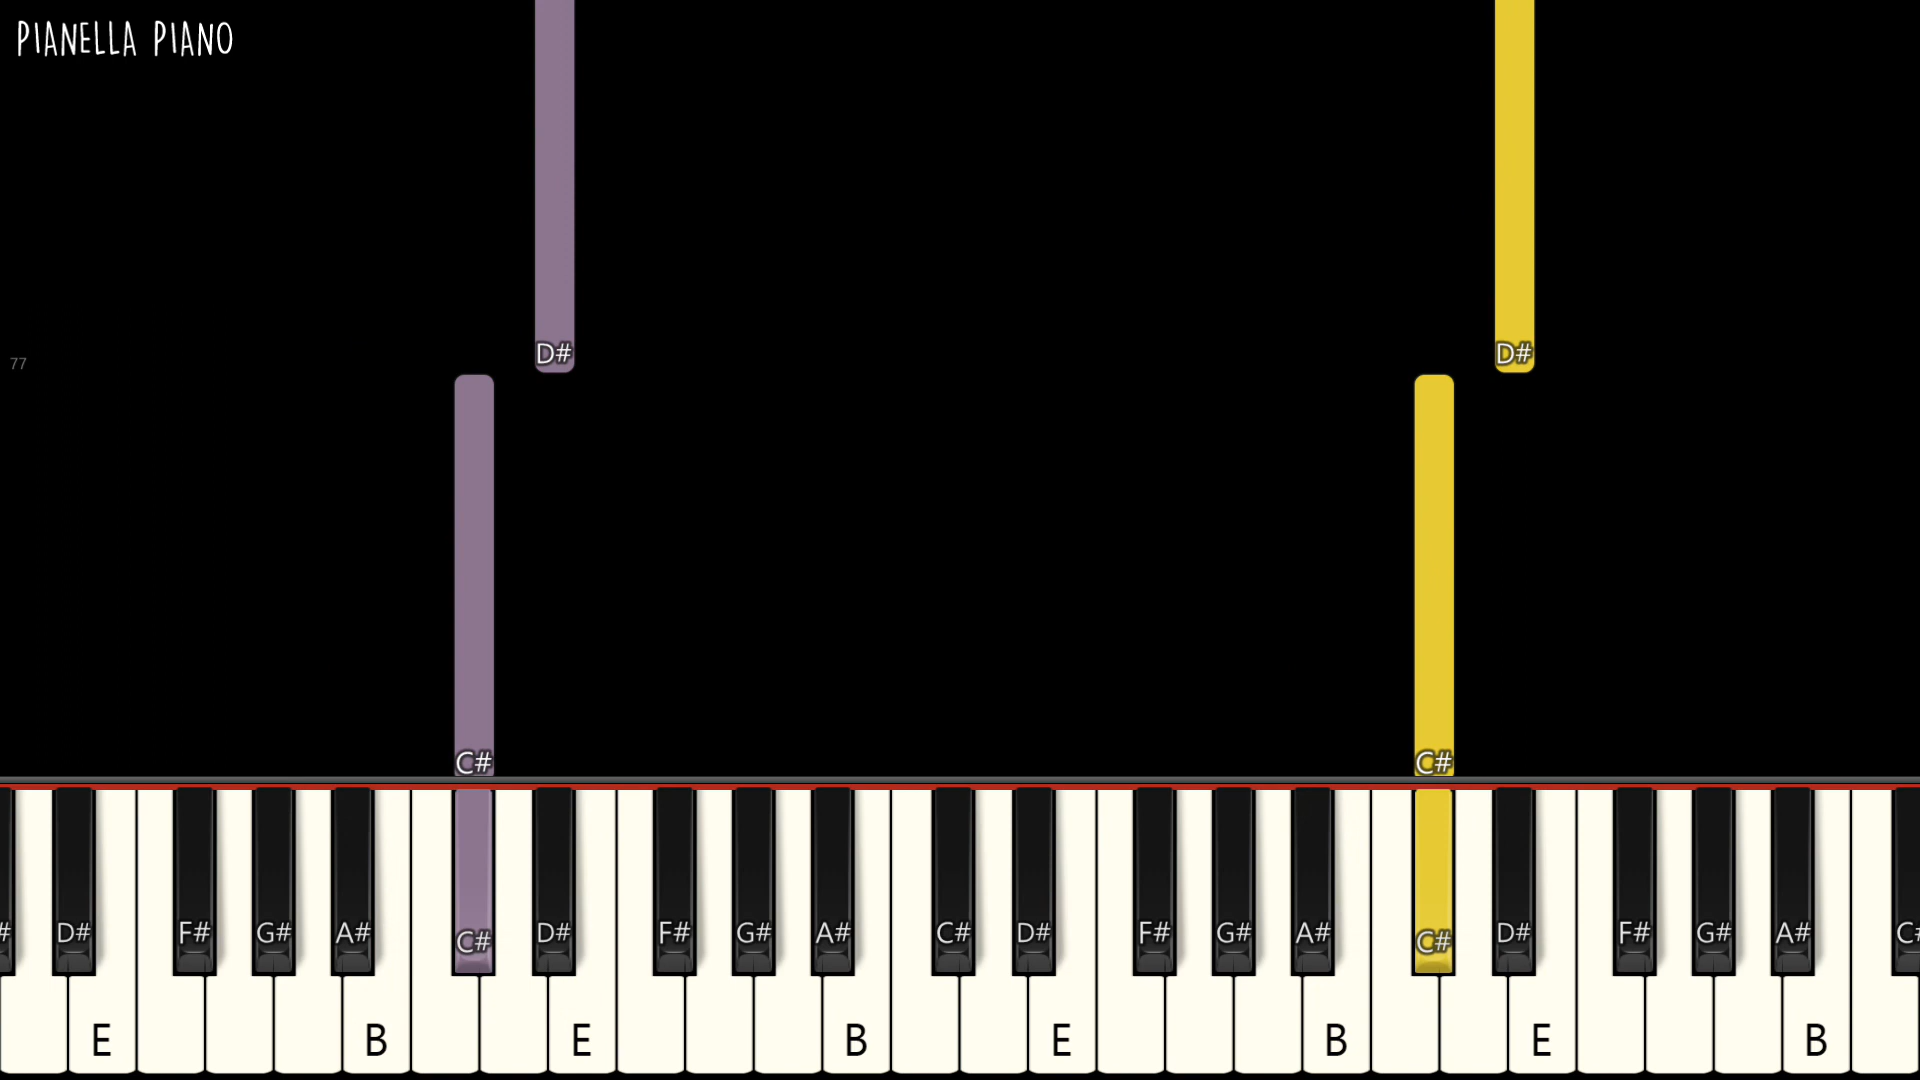 PIANELLA PIANO
D# D#
77
C# C#
# D# F# G# A# C# D# F# G# A# C# D# F# G# A# C# D# F# G# A# C#
E B E B E B E B